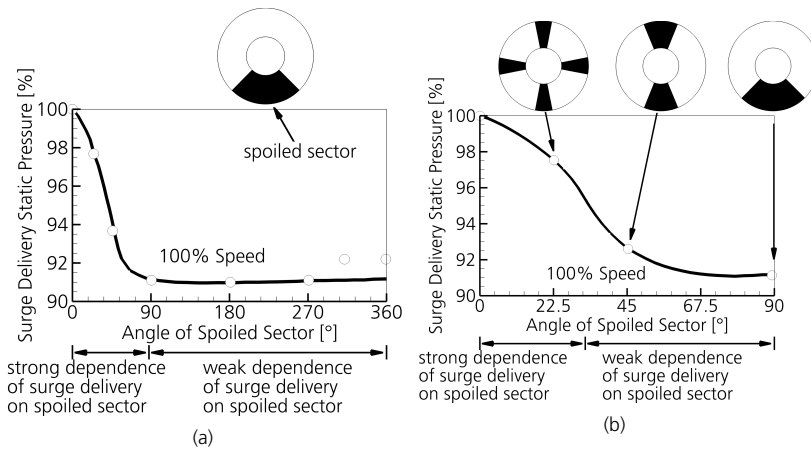 Surge Delivery Static Pressure [%]
100
98
96
94
92
90
spoiled sector
100% Speed
0
90
180
270
360
Angle of Spoiled Sector [°]
strong dependence
of surge delivery
on spoiled sector
weak dependence
of surge delivery
on spoiled sector
(a)
Surge Delivery Static Pressure [%]
100
98
96
94
92
90
100% Speed
0
22.5
45
67.5
90
Angle of Spoiled Sector [°]
strong dependence
of surge delivery
on spoiled sector
weak dependence
of surge delivery
on spoiled sector
(b)